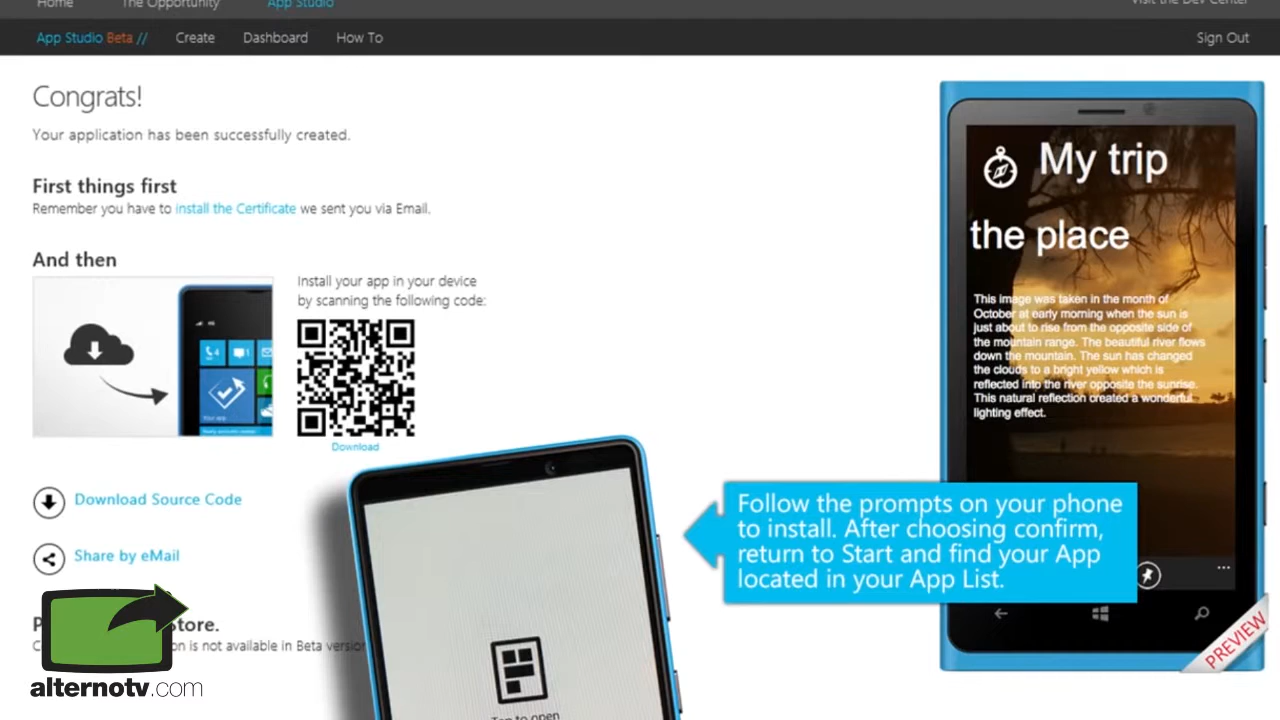 Home The Opportunity App Studio Visit the Dev Center
App Studio Beta // Create Dashboard How To Sign Out
Congrats!
Your application has been successfully created.
First things first
Remember you have to install the Certificate we sent you via Email.
And then
Install your app in your device
by scanning the following code:
Download
Download Source Code
Share by eMail
tore.
is not available in Beta version
alternotv.com
Tap to open
Follow the prompts on your phone
to install. After choosing confirm,
return to Start and find your App
located in your App List.
My trip
the place
This image was taken in the month of
October at early morning when the sun is
just about to rise from the opposite side of
the mountain range. The beautiful river flows
down the mountain. The sun has changed
the clouds to a bright yellow which is
reflected into the river opposite the sunrise.
This natural reflection created a wonderful
lighting effect.
PREVIEW